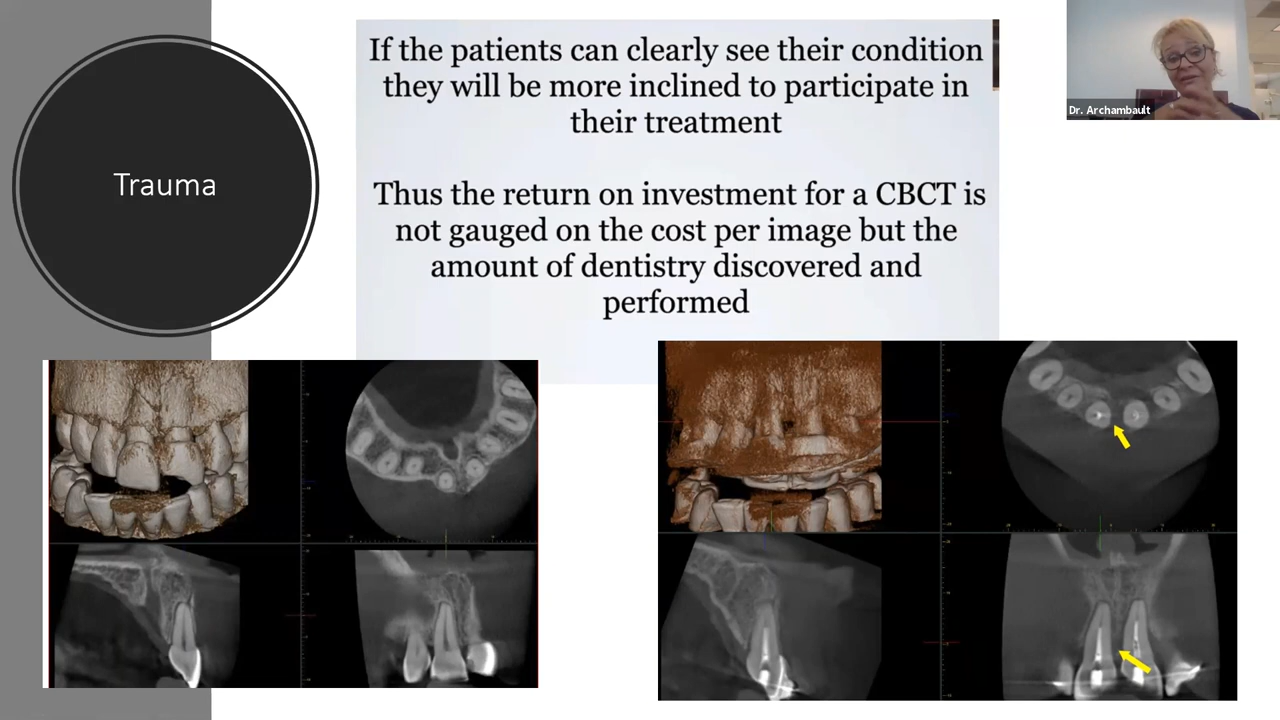 Trauma
If the patients can clearly see their condition
they will be more inclined to participate in
their treatment
Thus the return on investment for a CBCT is
not gauged on the cost per image but the
amount of dentistry discovered and
performed
Dr. Archambault